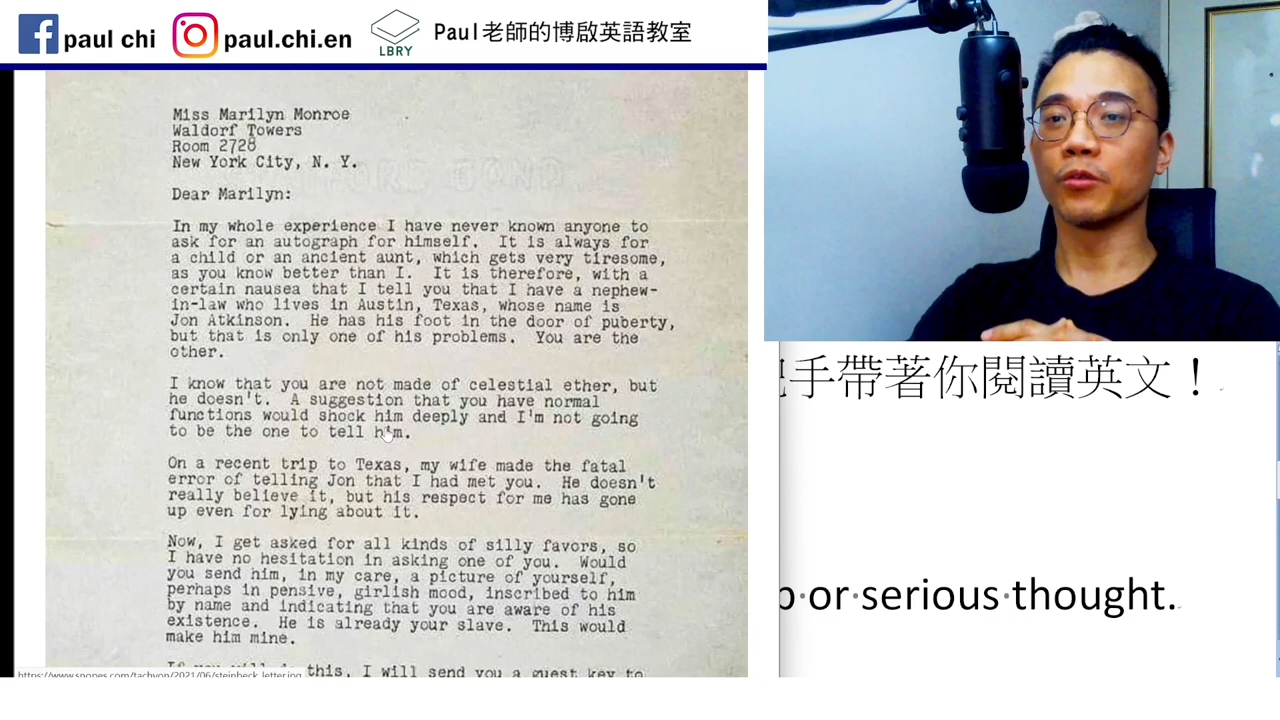 paul chi
paul.chi.en
LBRY
Paul老師的博啟英語教室
Miss Marilyn Monroe
Waldorf Towers
Room 2728
New York City, N. Y.
Dear Marilyn:
In my whole experience I have never known anyone to
ask for an autograph for himself. It is always for
a child or an ancient aunt, which gets very tiresome,
as you know better than I. It is therefore, with a
certain nausea that I tell you that I have a nephew-
in-law who lives in Austin, Texas, whose name is
Jon Atkinson. He has his foot in the door of puberty,
but that is only one of his problems. You are the
other.
I know that you are not made of celestial ether, but
he doesn't. A suggestion that you have normal
functions would shock him deeply and I'm not going
to be the one to tell him.
On a recent trip to Texas, my wife made the fatal
error of telling Jon that I had met you. He doesn't
really believe it, but his respect for me has gone
up even for lying about it.
Now, I get asked for all kinds of silly favors, so
I have no hesitation in asking one of you. Would
you send him, in my care, a picture of yourself,
perhaps in pensive, girlish mood, inscribed to him
by name and indicating that you are aware of his
existence. He is already your slave. This would
make him mine.
this, I will send you a guest key to
https://www.snopes.com/tachyon/2021/06/steinbeck_letter.jpg
手帶著你閱讀英文！
or serious thought.